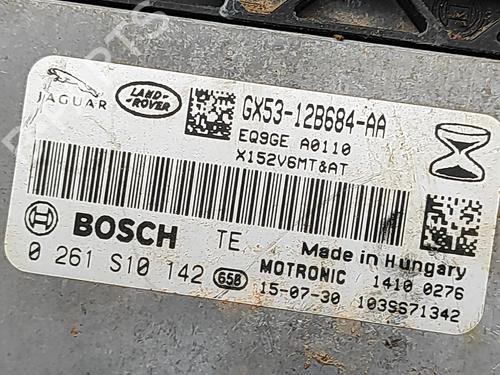 JAGUAR
LAND-
ROVER
GX53-12B684-AA
EQ9GE A0110
X152V6MT&AT
BOSCH TE
Made in Hungary
0 261 S10 142 658
MOTRONIC 1410 0276
15-07-30 103SS71342